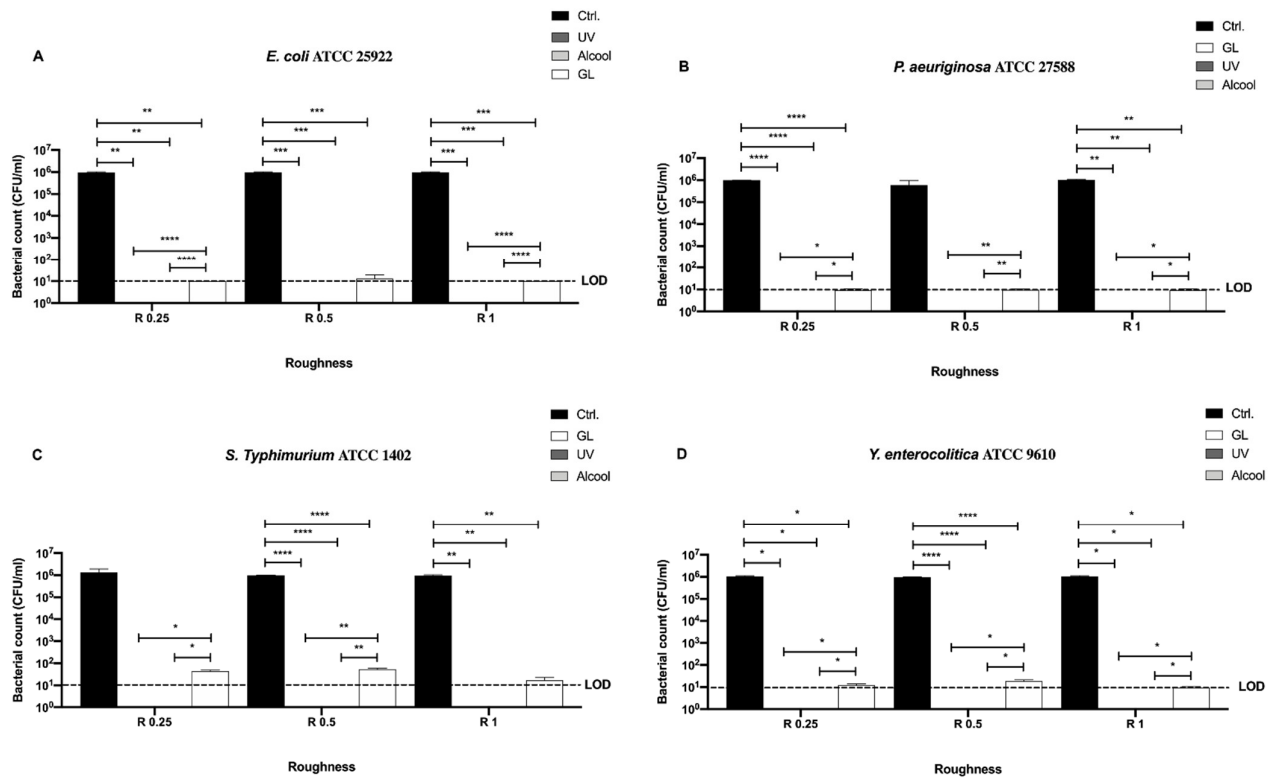 A
E. coli ATCC 25922
Ctrl.
UV
Alcool
GL
** ** **
*** *** ***
*** *** ***
**** ****
**** ****
Bacterial count (CFU/ml)
10⁷
10⁶
10⁵
10⁴
10³
10²
10¹
10⁰
LOD
R 0.25 R 0.5 R 1
Roughness
B
P. aeuriginosa ATCC 27588
Ctrl.
GL
UV
Alcool
**** **** ****
** ** **
* *
** **
* *
Bacterial count (CFU/ml)
10⁷
10⁶
10⁵
10⁴
10³
10²
10¹
10⁰
LOD
R 0.25 R 0.5 R 1
Roughness
C
S. Typhimurium ATCC 1402
Ctrl.
GL
UV
Alcool
**** **** ****
** ** **
* *
** **
Bacterial count (CFU/ml)
10⁷
10⁶
10⁵
10⁴
10³
10²
10¹
10⁰
LOD
R 0.25 R 0.5 R 1
Roughness
D
Y. enterocolitica ATCC 9610
Ctrl.
GL
UV
Alcool
* * *
**** **** ****
* * *
* *
* *
* *
Bacterial count (CFU/ml)
10⁷
10⁶
10⁵
10⁴
10³
10²
10¹
10⁰
LOD
R 0.25 R 0.5 R 1
Roughness